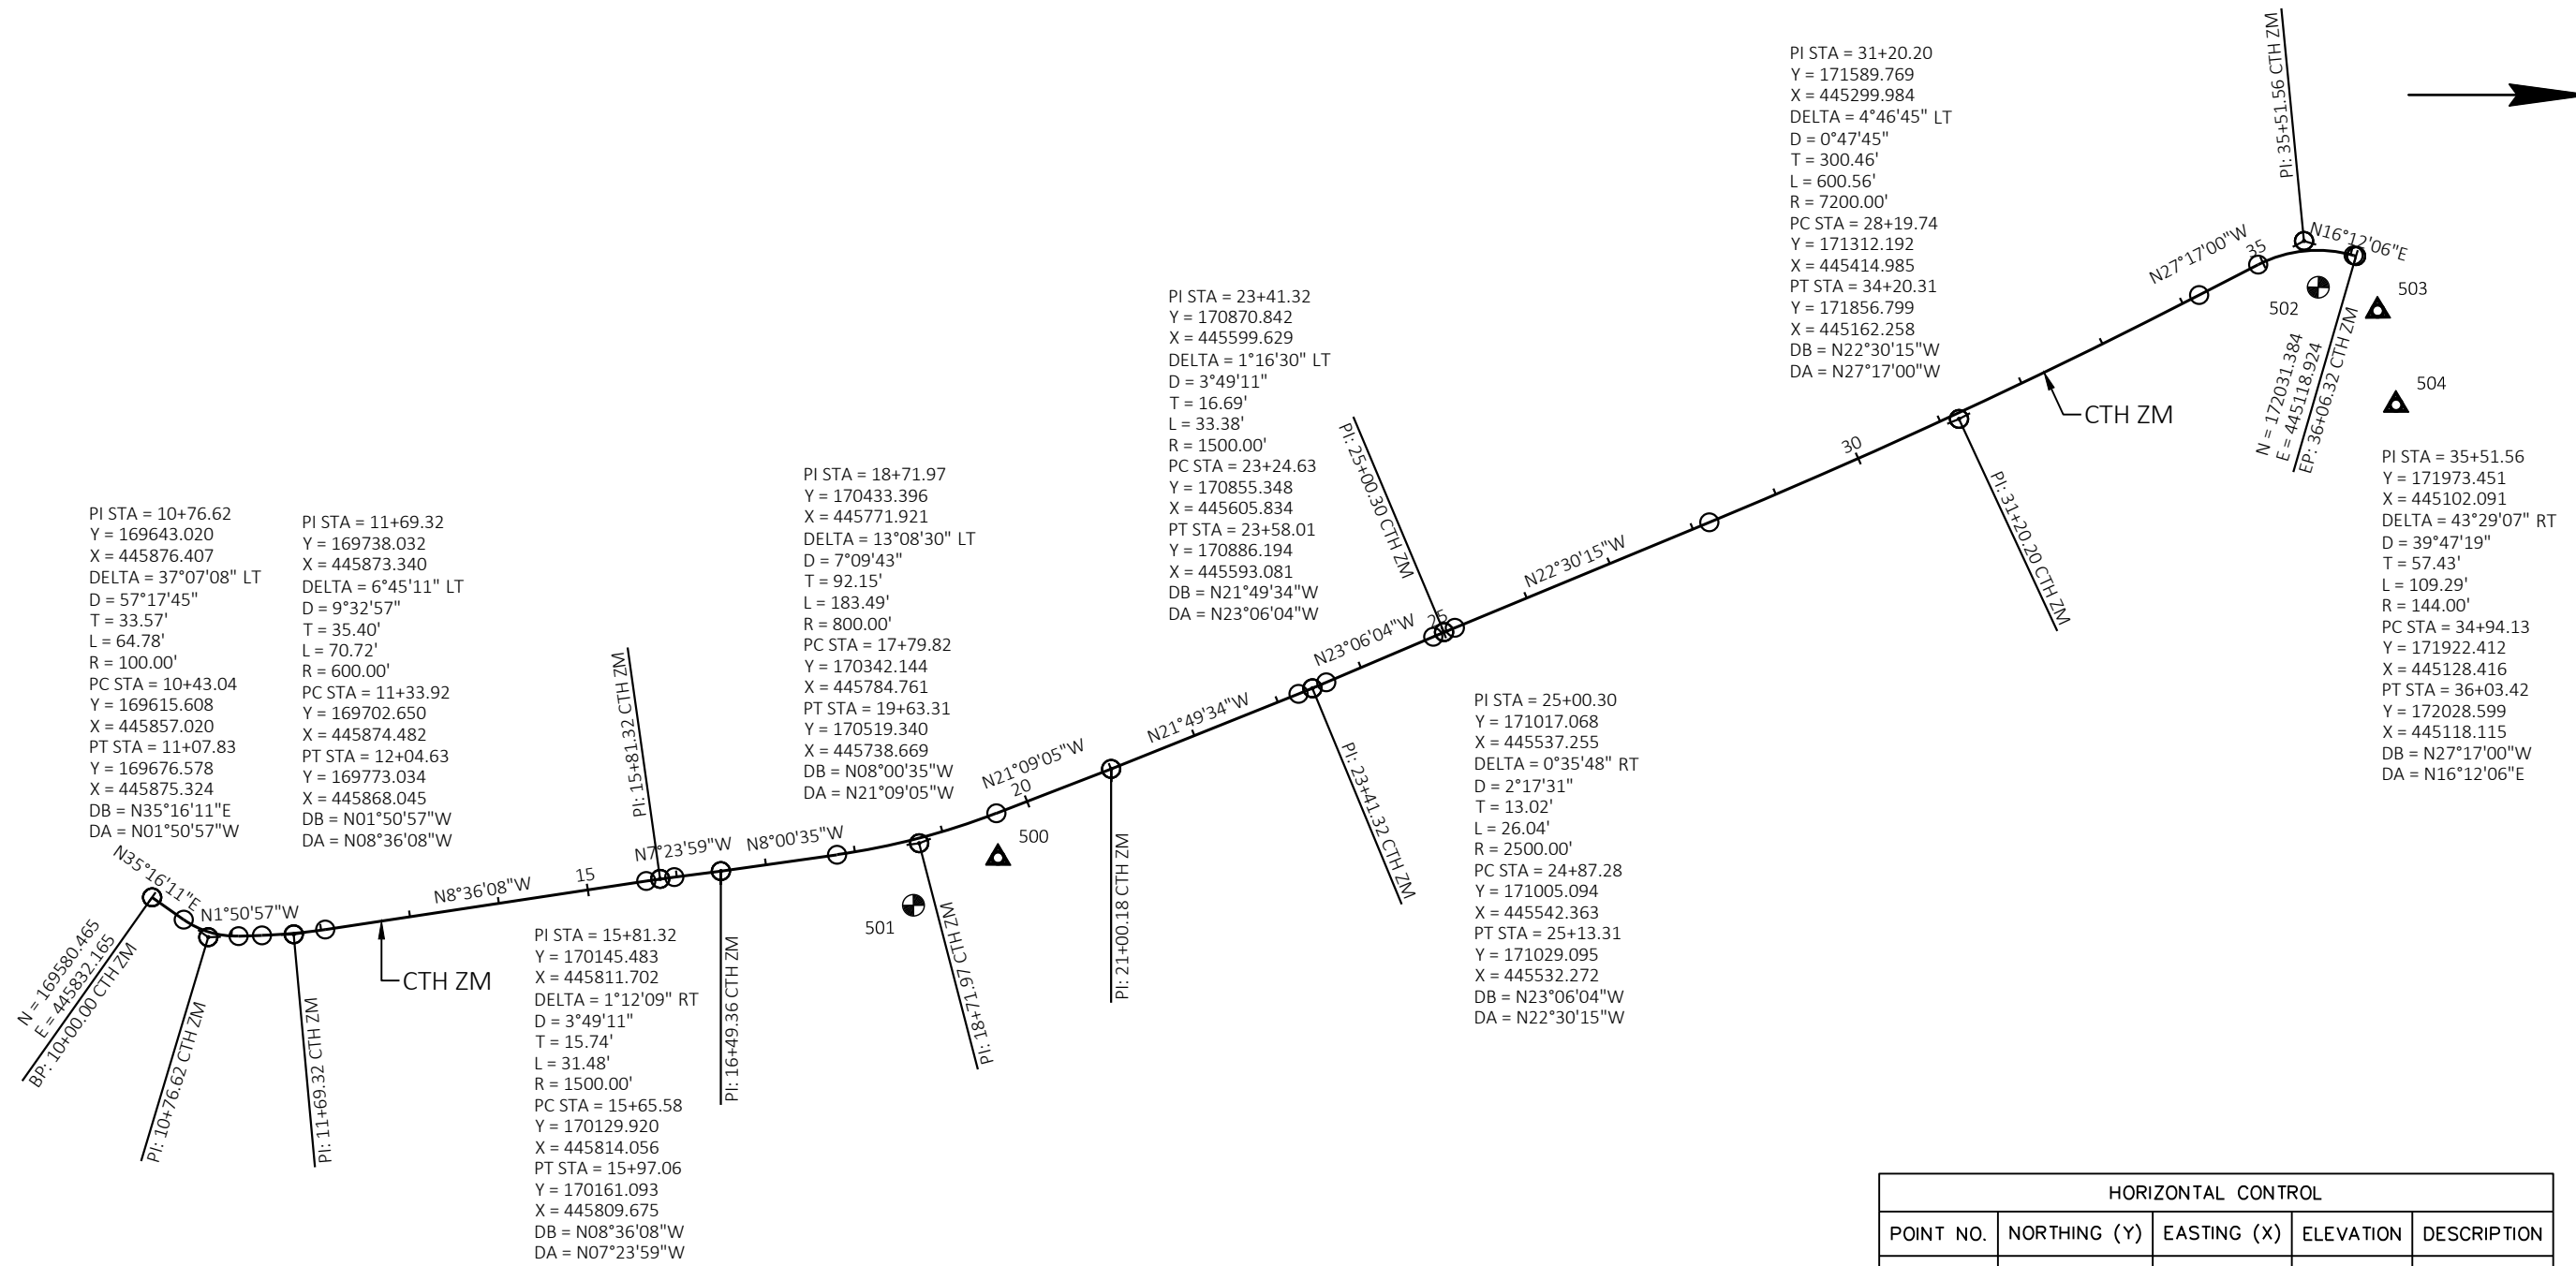 PI STA = 10+76.62
Y = 169643.020
X = 445876.407
DELTA = 37°07'08" LT
D = 57°17'45"
T = 33.57'
L = 64.78'
R = 100.00'
PC STA = 10+43.04
Y = 169615.608
X = 445857.020
PT STA = 11+07.83
Y = 169676.578
X = 445875.324
DB = N35°16'11"E
DA = N01°50'57"W
PI STA = 11+69.32
Y = 169738.032
X = 445873.340
DELTA = 6°45'11" LT
D = 9°32'57"
T = 35.40'
L = 70.72'
R = 600.00'
PC STA = 11+33.92
Y = 169702.650
X = 445874.482
PT STA = 12+04.63
Y = 169773.034
X = 445868.045
DB = N01°50'57"W
DA = N08°36'08"W
PI STA = 15+81.32
Y = 170145.483
X = 445811.702
DELTA = 1°12'09" RT
D = 3°49'11"
T = 15.74'
L = 31.48'
R = 1500.00'
PC STA = 15+65.58
Y = 170129.920
X = 445814.056
PT STA = 15+97.06
Y = 170161.093
X = 445809.675
DB = N08°36'08"W
DA = N07°23'59"W
PI STA = 18+71.97
Y = 170433.396
X = 445771.921
DELTA = 13°08'30" LT
D = 7°09'43"
T = 92.15'
L = 183.49'
R = 800.00'
PC STA = 17+79.82
Y = 170342.144
X = 445784.761
PT STA = 19+63.31
Y = 170519.340
X = 445738.669
DB = N08°00'35"W
DA = N21°09'05"W
PI STA = 23+41.32
Y = 170870.842
X = 445599.629
DELTA = 1°16'30" LT
D = 3°49'11"
T = 16.69'
L = 33.38'
R = 1500.00'
PC STA = 23+24.63
Y = 170855.348
X = 445605.834
PT STA = 23+58.01
Y = 170886.194
X = 445593.081
DB = N21°49'34"W
DA = N23°06'04"W
PI STA = 25+00.30
Y = 171017.068
X = 445537.255
DELTA = 0°35'48" RT
D = 2°17'31"
T = 13.02'
L = 26.04'
R = 2500.00'
PC STA = 24+87.28
Y = 171005.094
X = 445542.363
PT STA = 25+13.31
Y = 171029.095
X = 445532.272
DB = N23°06'04"W
DA = N22°30'15"W
PI STA = 31+20.20
Y = 171589.769
X = 445299.984
DELTA = 4°46'45" LT
D = 0°47'45"
T = 300.46'
L = 600.56'
R = 7200.00'
PC STA = 28+19.74
Y = 171312.192
X = 445414.985
PT STA = 34+20.31
Y = 171856.799
X = 445162.258
DB = N22°30'15"W
DA = N27°17'00"W
PI STA = 35+51.56
Y = 171973.451
X = 445102.091
DELTA = 43°29'07" RT
D = 39°47'19"
T = 57.43'
L = 109.29'
R = 144.00'
PC STA = 34+94.13
Y = 171922.412
X = 445128.416
PT STA = 36+03.42
Y = 172028.599
X = 445118.115
DB = N27°17'00"W
DA = N16°12'06"E
N = 169580.465
E = 445832.165
BP: 10+00.00 CTH ZM
N35°16'11"E
PI: 10+76.62 CTH ZM
N1°50'57"W
PI: 11+69.32 CTH ZM
N8°36'08"W
CTH ZM
15
PI: 15+81.32 CTH ZM
N7°23'59"W
PI: 16+49.36 CTH ZM
N8°00'35"W
501
PI: 18+71.97 CTH ZM
500
N21°09'05"W
20
PI: 21+00.18 CTH ZM
N21°49'34"W
PI: 23+41.32 CTH ZM
N23°06'04"W
25
PI: 25+00.30 CTH ZM
N22°30'15"W
30
PI: 31+20.20 CTH ZM
CTH ZM
N27°17'00"W
35
PI: 35+51.56 CTH ZM
N16°12'06"E
502
503
504
N = 172031.384
E = 445118.924
EP: 36+06.32 CTH ZM
HORIZONTAL CONTROL
POINT NO. NORTHING (Y) EASTING (X) ELEVATION DESCRIPTION